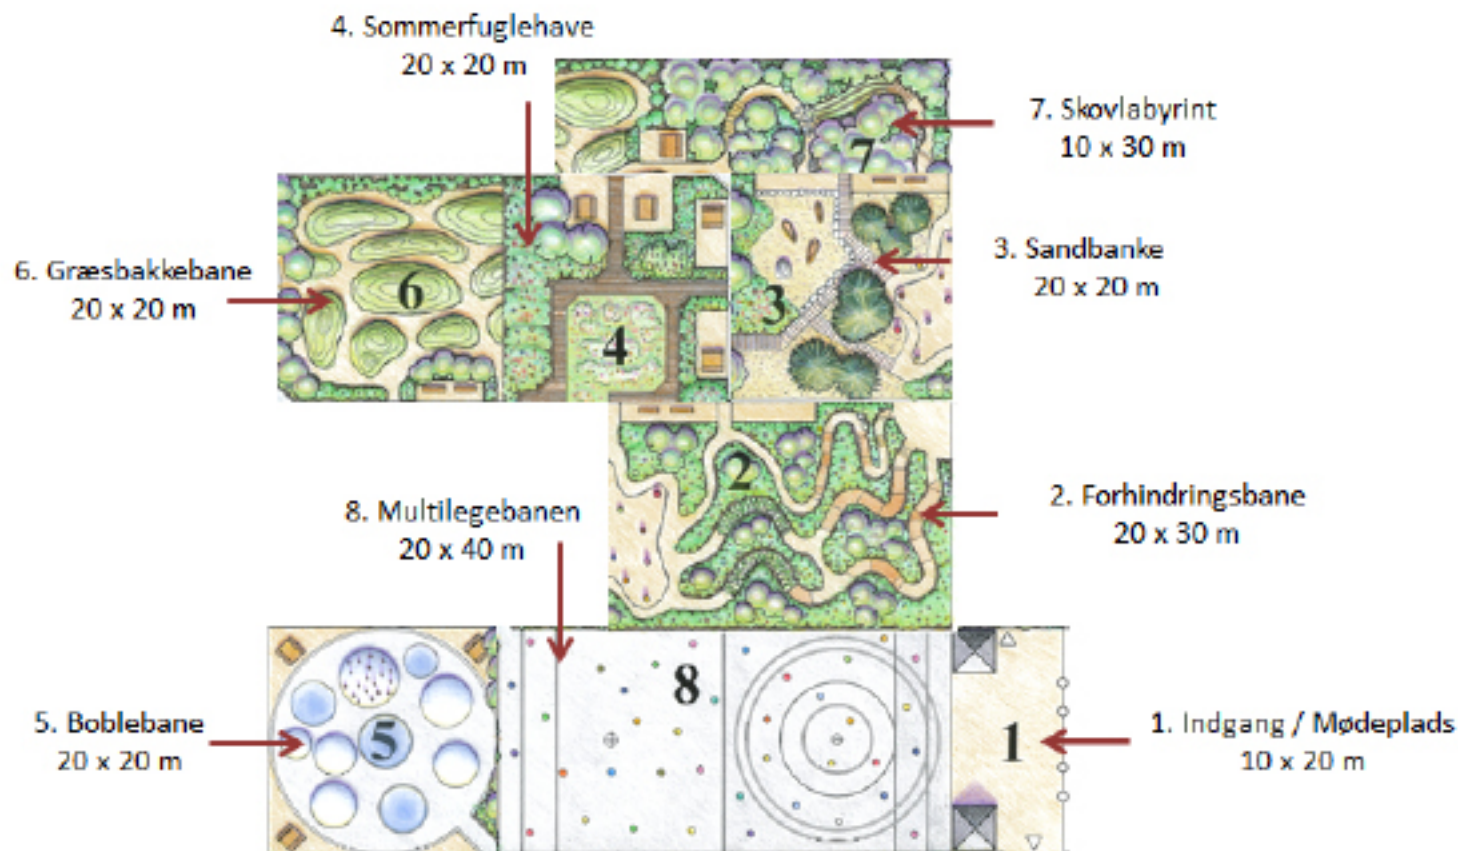 4. Sommerfuglehave
20 x 20 m
7. Skovlabyrint
10 x 30 m
7
6. Græsbakkebane
20 x 20 m
6
4
3
3. Sandbanke
20 x 20 m
2
8. Multilegebanen
20 x 40 m
2. Forhindringsbane
20 x 30 m
8
5. Boblebane
20 x 20 m
5
1
1. Indgang / Mødeplads
10 x 20 m